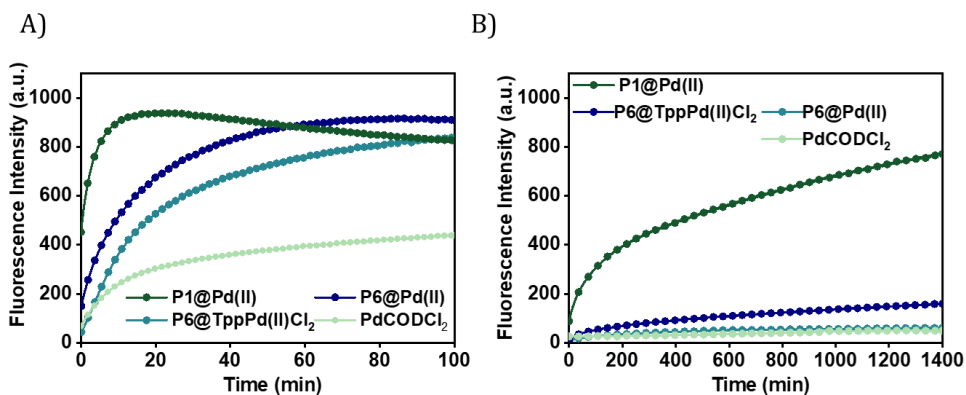 A)
B)
Fluorescence Intensity (a.u.)
1000
800
600
400
200
0
P1@Pd(II)
P6@Pd(II)
P6@TppPd(II)Cl₂
PdCODCl₂
0 20 40 60 80 100
Time (min)
Fluorescence Intensity (a.u.)
1000
800
600
400
200
0
P1@Pd(II)
P6@TppPd(II)Cl₂
P6@Pd(II)
PdCODCl₂
0 200 400 600 800 1000 1200 1400
Time (min)